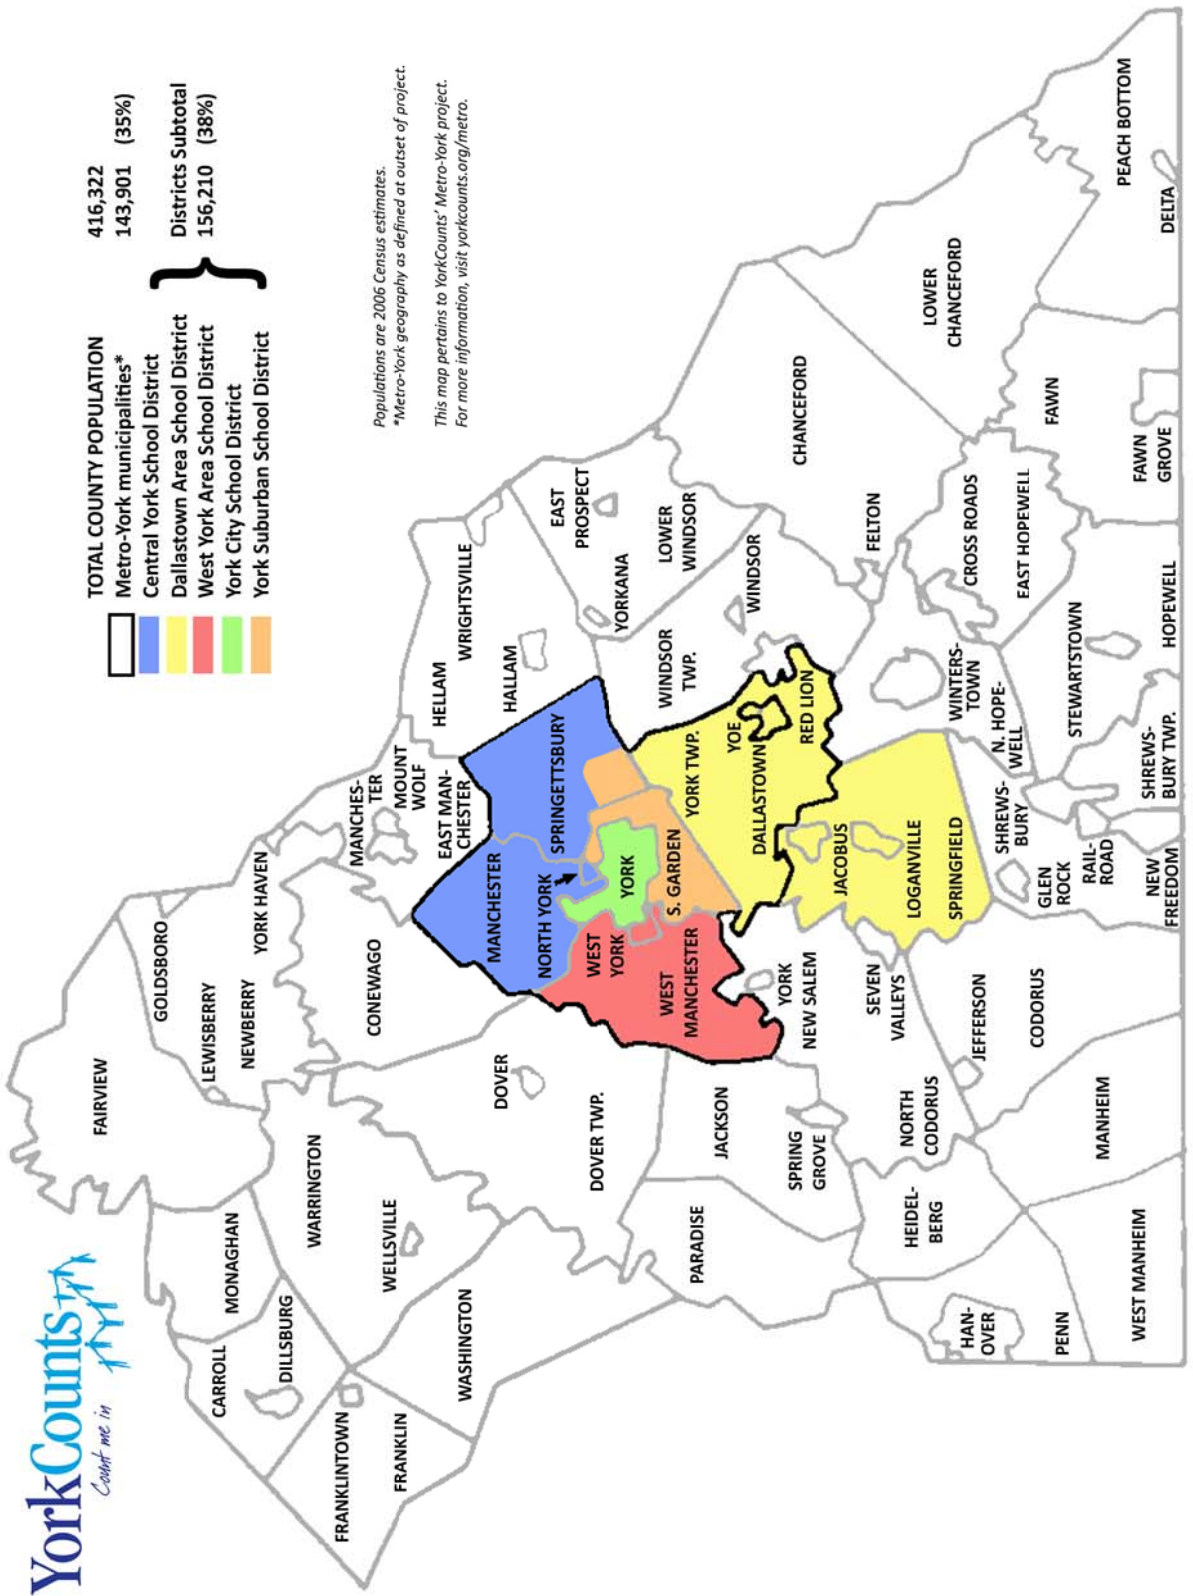 YorkCounts
Count me in
TOTAL COUNTY POPULATION 416,322
Metro-York municipalities* 143,901 (35%)
Central York School District
Dallastown Area School District Districts Subtotal
West York Area School District 156,210 (38%)
York City School District
York Suburban School District
Populations are 2006 Census estimates.
*Metro-York geography as defined at outset of project.
This map pertains to YorkCounts' Metro-York project.
For more information, visit yorkcounts.org/metro.
FAIRVIEW
GOLDSBORO
LEWISBERRY
NEWBERRY
YORK HAVEN
MONAGHAN
CARROLL
DILLSBURG
WARRINGTON
WELLSVILLE
FRANKLINTOWN
FRANKLIN
WASHINGTON
CONEWAGO
MANCHES-
TER
MOUNT
WOLF
EAST MAN-
CHESTER
HELLAM
WRIGHTSVILLE
HALLAM
DOVER
DOVER TWP.
MANCHESTER
NORTH YORK
SPRINGETTSBURY
WEST
YORK
YORK
S. GARDEN
WEST
MANCHESTER
YORK TWP.
YOE
DALLASTOWN
RED LION
WINDSOR
TWP.
WINDSOR
YORKANA
EAST
PROSPECT
LOWER
WINDSOR
JACKSON
PARADISE
SPRING
GROVE
YORK
NEW SALEM
SEVEN
VALLEYS
NORTH
CODORUS
JACOBUS
LOGANVILLE
SPRINGFIELD
CHANCEFORD
LOWER
CHANCEFORD
FELTON
CROSS ROADS
EAST HOPEWELL
WINTERS-
TOWN
N. HOPE-
WELL
STEWARTSTOWN
HOPEWELL
SHREWS-
BURY
SHREWS-
BURY TWP.
GLEN
ROCK
RAIL-
ROAD
NEW
FREEDOM
JEFFERSON
CODORUS
HEIDEL-
BERG
HAN-
OVER
PENN
MANHEIM
WEST MANHEIM
FAWN
FAWN
GROVE
PEACH BOTTOM
DELTA